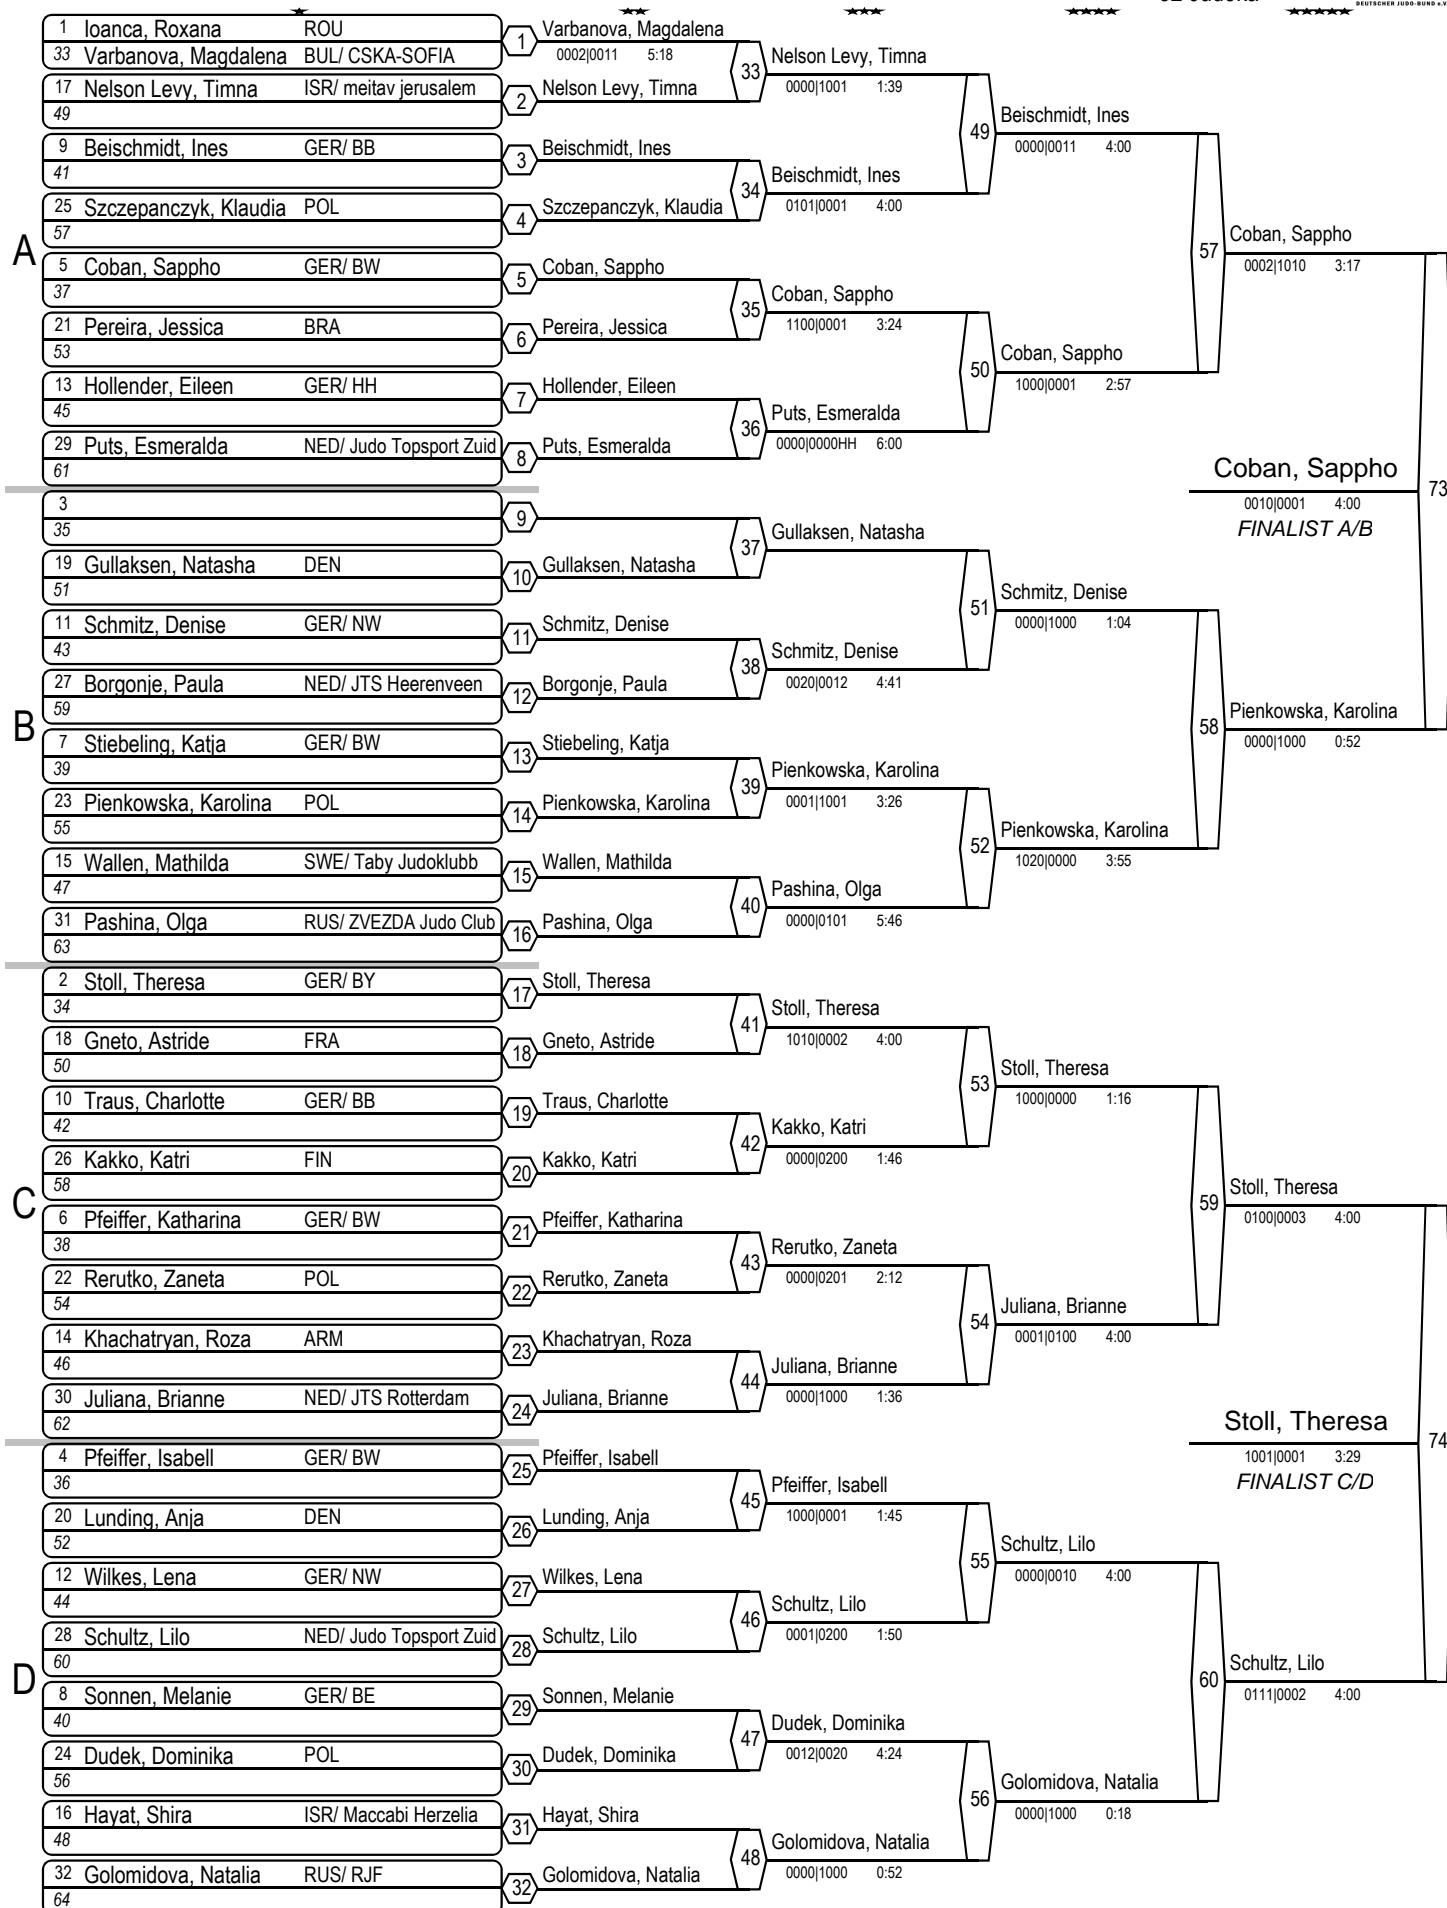 DEUTSCHER JUDO-BUND e.V.
A
1 Ioanca, Roxana ROU
33 Varbanova, Magdalena BUL/ CSKA-SOFIA
17 Nelson Levy, Timna ISR/ meitav jerusalem
49
9 Beischmidt, Ines GER/ BB
41
25 Szczepanczyk, Klaudia POL
57
5 Coban, Sappho GER/ BW
37
21 Pereira, Jessica BRA
53
13 Hollender, Eileen GER/ HH
45
29 Puts, Esmeralda NED/ Judo Topsport Zuid
61
B
3
35
19 Gullaksen, Natasha DEN
51
11 Schmitz, Denise GER/ NW
43
27 Borgonje, Paula NED/ JTS Heerenveen
59
7 Stiebeling, Katja GER/ BW
39
23 Pienkowska, Karolina POL
55
15 Wallen, Mathilda SWE/ Taby Judoklubb
47
31 Pashina, Olga RUS/ ZVEZDA Judo Club
63
C
2 Stoll, Theresa GER/ BY
34
18 Gneto, Astride FRA
50
10 Traus, Charlotte GER/ BB
42
26 Kakko, Katri FIN
58
6 Pfeiffer, Katharina GER/ BW
38
22 Rerutko, Zaneta POL
54
14 Khachatryan, Roza ARM
46
30 Juliana, Brianne NED/ JTS Rotterdam
62
D
4 Pfeiffer, Isabell GER/ BW
36
20 Lunding, Anja DEN
52
12 Wilkes, Lena GER/ NW
44
28 Schultz, Lilo NED/ Judo Topsport Zuid
60
8 Sonnen, Melanie GER/ BE
40
24 Dudek, Dominika POL
56
16 Hayat, Shira ISR/ Maccabi Herzelia
48
32 Golomidova, Natalia RUS/ RJF
64
1 Varbanova, Magdalena
0002|0011 5:18
2 Nelson Levy, Timna
3 Beischmidt, Ines
4 Szczepanczyk, Klaudia
5 Coban, Sappho
6 Pereira, Jessica
7 Hollender, Eileen
8 Puts, Esmeralda
9
10 Gullaksen, Natasha
11 Schmitz, Denise
12 Borgonje, Paula
13 Stiebeling, Katja
14 Pienkowska, Karolina
15 Wallen, Mathilda
16 Pashina, Olga
17 Stoll, Theresa
18 Gneto, Astride
19 Traus, Charlotte
20 Kakko, Katri
21 Pfeiffer, Katharina
22 Rerutko, Zaneta
23 Khachatryan, Roza
24 Juliana, Brianne
25 Pfeiffer, Isabell
26 Lunding, Anja
27 Wilkes, Lena
28 Schultz, Lilo
29 Sonnen, Melanie
30 Dudek, Dominika
31 Hayat, Shira
32 Golomidova, Natalia
33 Nelson Levy, Timna
0000|1001 1:39
34 Beischmidt, Ines
0101|0001 4:00
35 Coban, Sappho
1100|0001 3:24
36 Puts, Esmeralda
0000|0000HH 6:00
37 Gullaksen, Natasha
38 Schmitz, Denise
0020|0012 4:41
39 Pienkowska, Karolina
0001|1001 3:26
40 Pashina, Olga
0000|0101 5:46
41 Stoll, Theresa
1010|0002 4:00
42 Kakko, Katri
0000|0200 1:46
43 Rerutko, Zaneta
0000|0201 2:12
44 Juliana, Brianne
0000|1000 1:36
45 Pfeiffer, Isabell
1000|0001 1:45
46 Schultz, Lilo
0001|0200 1:50
47 Dudek, Dominika
0012|0020 4:24
48 Golomidova, Natalia
0000|1000 0:52
49 Beischmidt, Ines
0000|0011 4:00
50 Coban, Sappho
1000|0001 2:57
51 Schmitz, Denise
0000|1000 1:04
52 Pienkowska, Karolina
1020|0000 3:55
53 Stoll, Theresa
1000|0000 1:16
54 Juliana, Brianne
0001|0100 4:00
55 Schultz, Lilo
0000|0010 4:00
56 Golomidova, Natalia
0000|1000 0:18
57 Coban, Sappho
0002|1010 3:17
58 Pienkowska, Karolina
0000|1000 0:52
59 Stoll, Theresa
0100|0003 4:00
60 Schultz, Lilo
0111|0002 4:00
Coban, Sappho 73
0010|0001 4:00
FINALIST A/B
Stoll, Theresa 74
1001|0001 3:29
FINALIST C/D